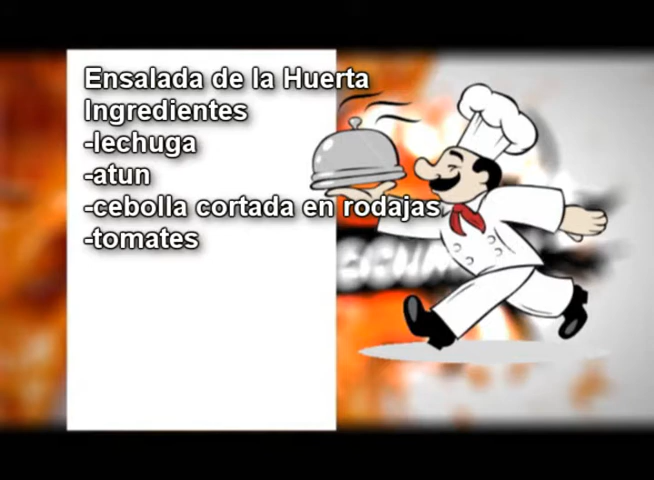 Ensalada de la Huerta
Ingredientes
-lechuga
-atun
-cebolla cortada en rodajas
-tomates